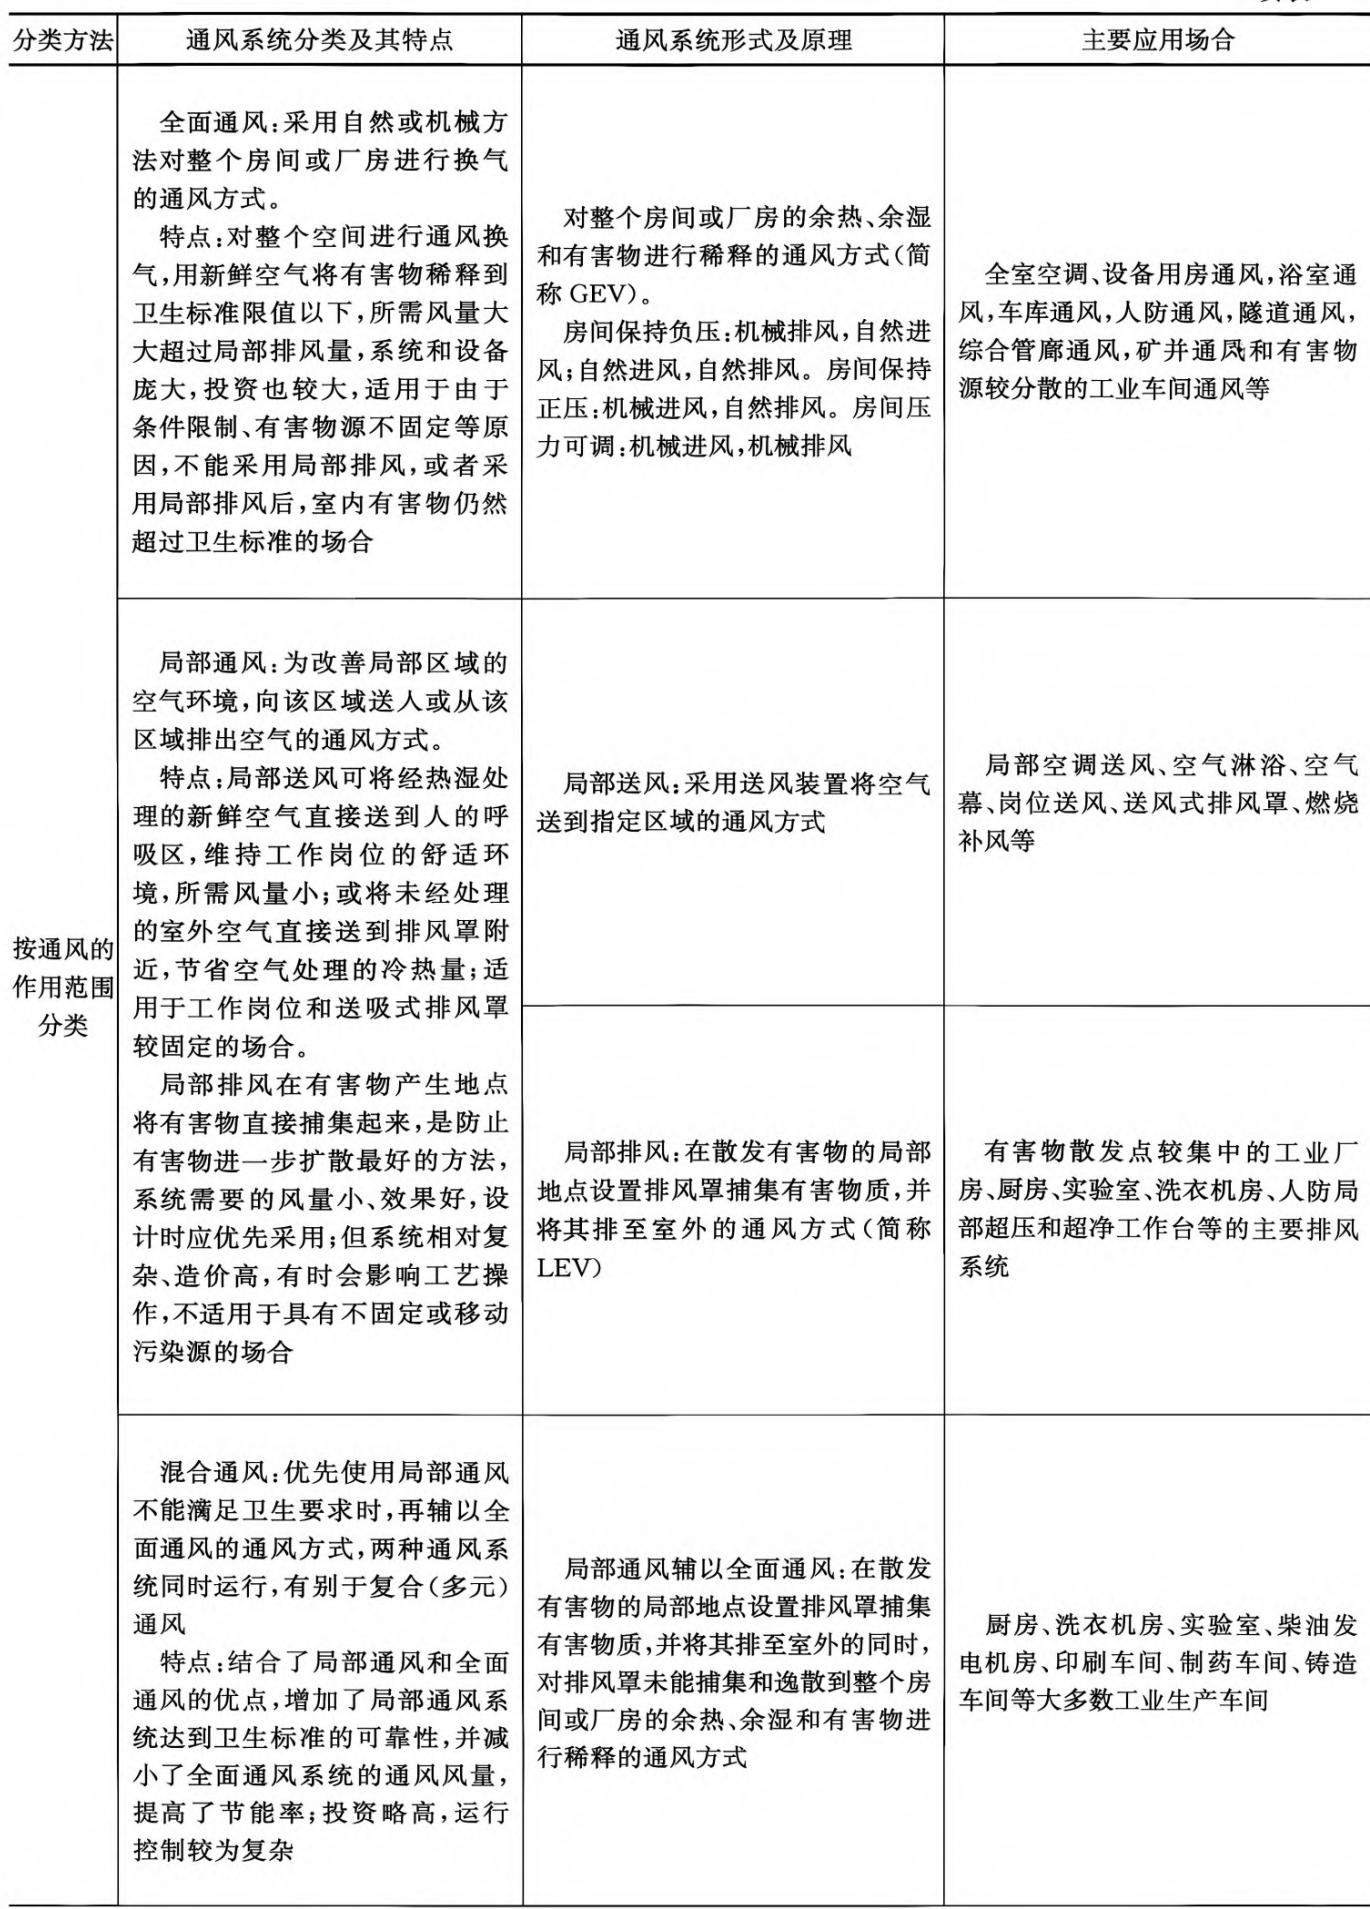 分类方法
通风系统分类及其特点
通风系统形式及原理
主要应用场合
按通风的
作用范围
分类
全面通风:采用自然或机械方
法对整个房间或厂房进行换气
的通风方式。
特点:对整个空间进行通风换
气,用新鲜空气将有害物稀释到
卫生标准限值以下,所需风量大
大超过局部排风量,系统和设备
庞大,投资也较大,适用于由于
条件限制、有害物源不固定等原
因,不能采用局部排风,或者采
用局部排风后,室内有害物仍然
超过卫生标准的场合
对整个房间或厂房的余热、余湿
和有害物进行稀释的通风方式(简
称 GEV)。
房间保持负压:机械排风,自然进
风;自然进风,自然排风。房间保持
正压:机械进风,自然排风。房间压
力可调:机械进风,机械排风
全室空调、设备用房通风,浴室通
风,车库通风,人防通风,隧道通风,
综合管廊通风,矿并通风和有害物
源较分散的工业车间通风等
局部通风:为改善局部区域的
空气环境,向该区域送人或从该
区域排出空气的通风方式。
特点:局部送风可将经热湿处
理的新鲜空气直接送到人的呼
吸区,维持工作岗位的舒适环
境,所需风量小;或将未经处理
的室外空气直接送到排风罩附
近,节省空气处理的冷热量;适
用于工作岗位和送吸式排风罩
较固定的场合。
局部排风在有害物产生地点
将有害物直接捕集起来,是防止
有害物进一步扩散最好的方法,
系统需要的风量小、效果好,设
计时应优先采用;但系统相对复
杂、造价高,有时会影响工艺操
作,不适用于具有不固定或移动
污染源的场合
局部送风:采用送风装置将空气
送到指定区域的通风方式
局部空调送风、空气淋浴、空气
幕、岗位送风、送风式排风罩、燃烧
补风等
局部排风:在散发有害物的局部
地点设置排风罩捕集有害物质,并
将其排至室外的通风方式(简称
LEV)
有害物散发点较集中的工业厂
房、厨房、实验室、洗衣机房、人防局
部超压和超净工作台等的主要排风
系统
混合通风:优先使用局部通风
不能满足卫生要求时,再辅以全
面通风的通风方式,两种通风系
统同时运行,有别于复合(多元)
通风
特点:结合了局部通风和全面
通风的优点,增加了局部通风系
统达到卫生标准的可靠性,并减
小了全面通风系统的通风风量,
提高了节能率;投资略高,运行
控制较为复杂
局部通风辅以全面通风:在散发
有害物的局部地点设置排风罩捕集
有害物质,并将其排至室外的同时,
对排风罩未能捕集和逸散到整个房
间或厂房的余热、余湿和有害物进
行稀释的通风方式
厨房、洗衣机房、实验室、柴油发
电机房、印刷车间、制药车间、铸造
车间等大多数工业生产车间